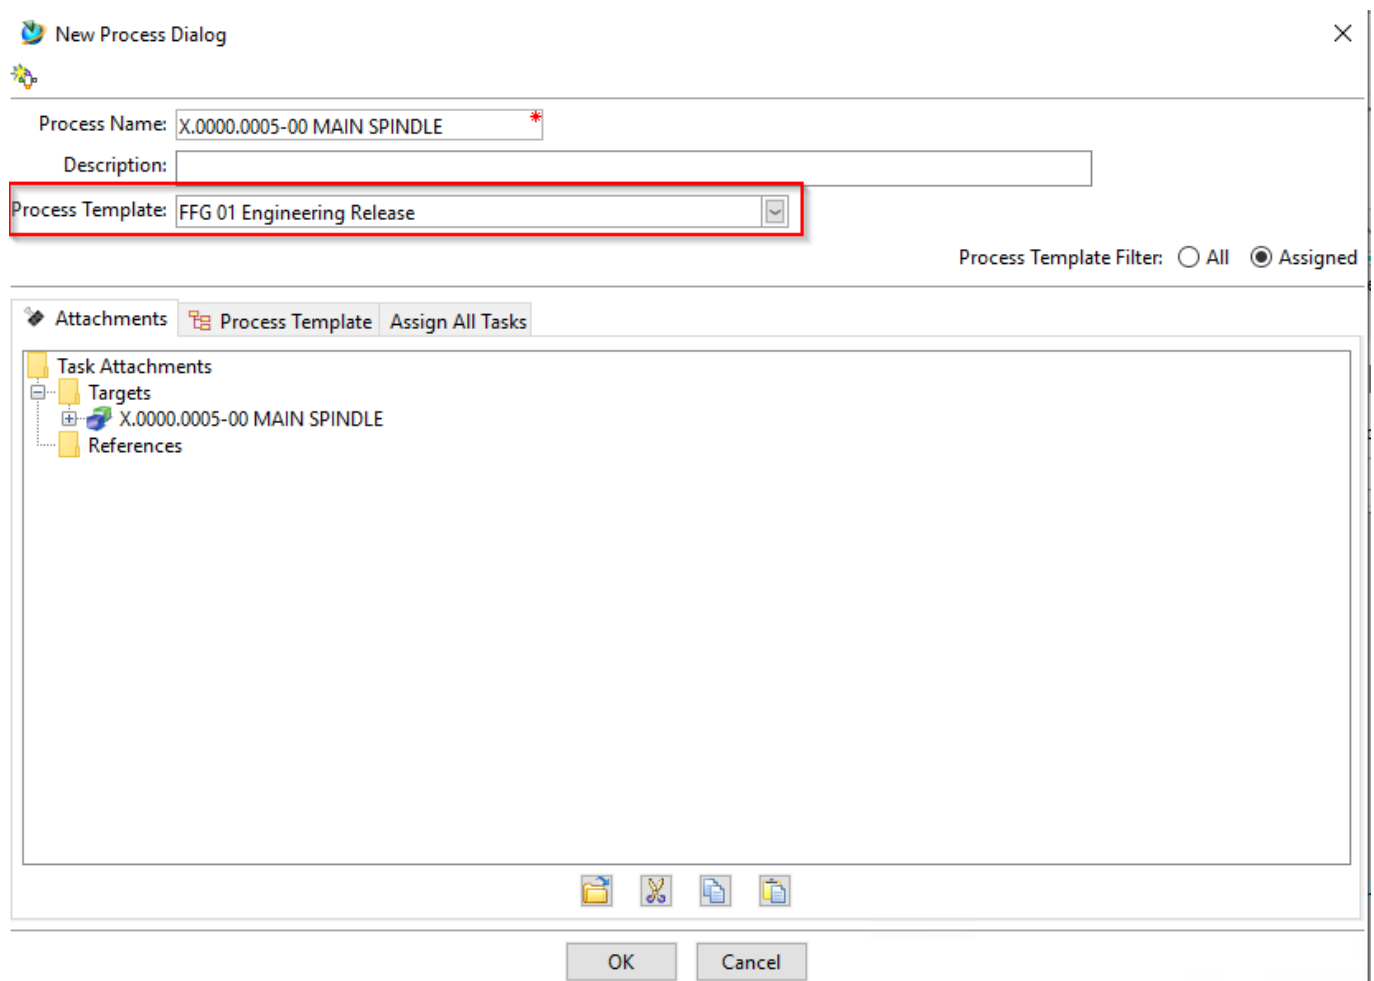 New Process Dialog
Process Name: X.0000.0005-00 MAIN SPINDLE *
Description:
Process Template: FFG 01 Engineering Release
Process Template Filter: All Assigned
Attachments Process Template Assign All Tasks
Task Attachments
Targets
X.0000.0005-00 MAIN SPINDLE
References
OK Cancel